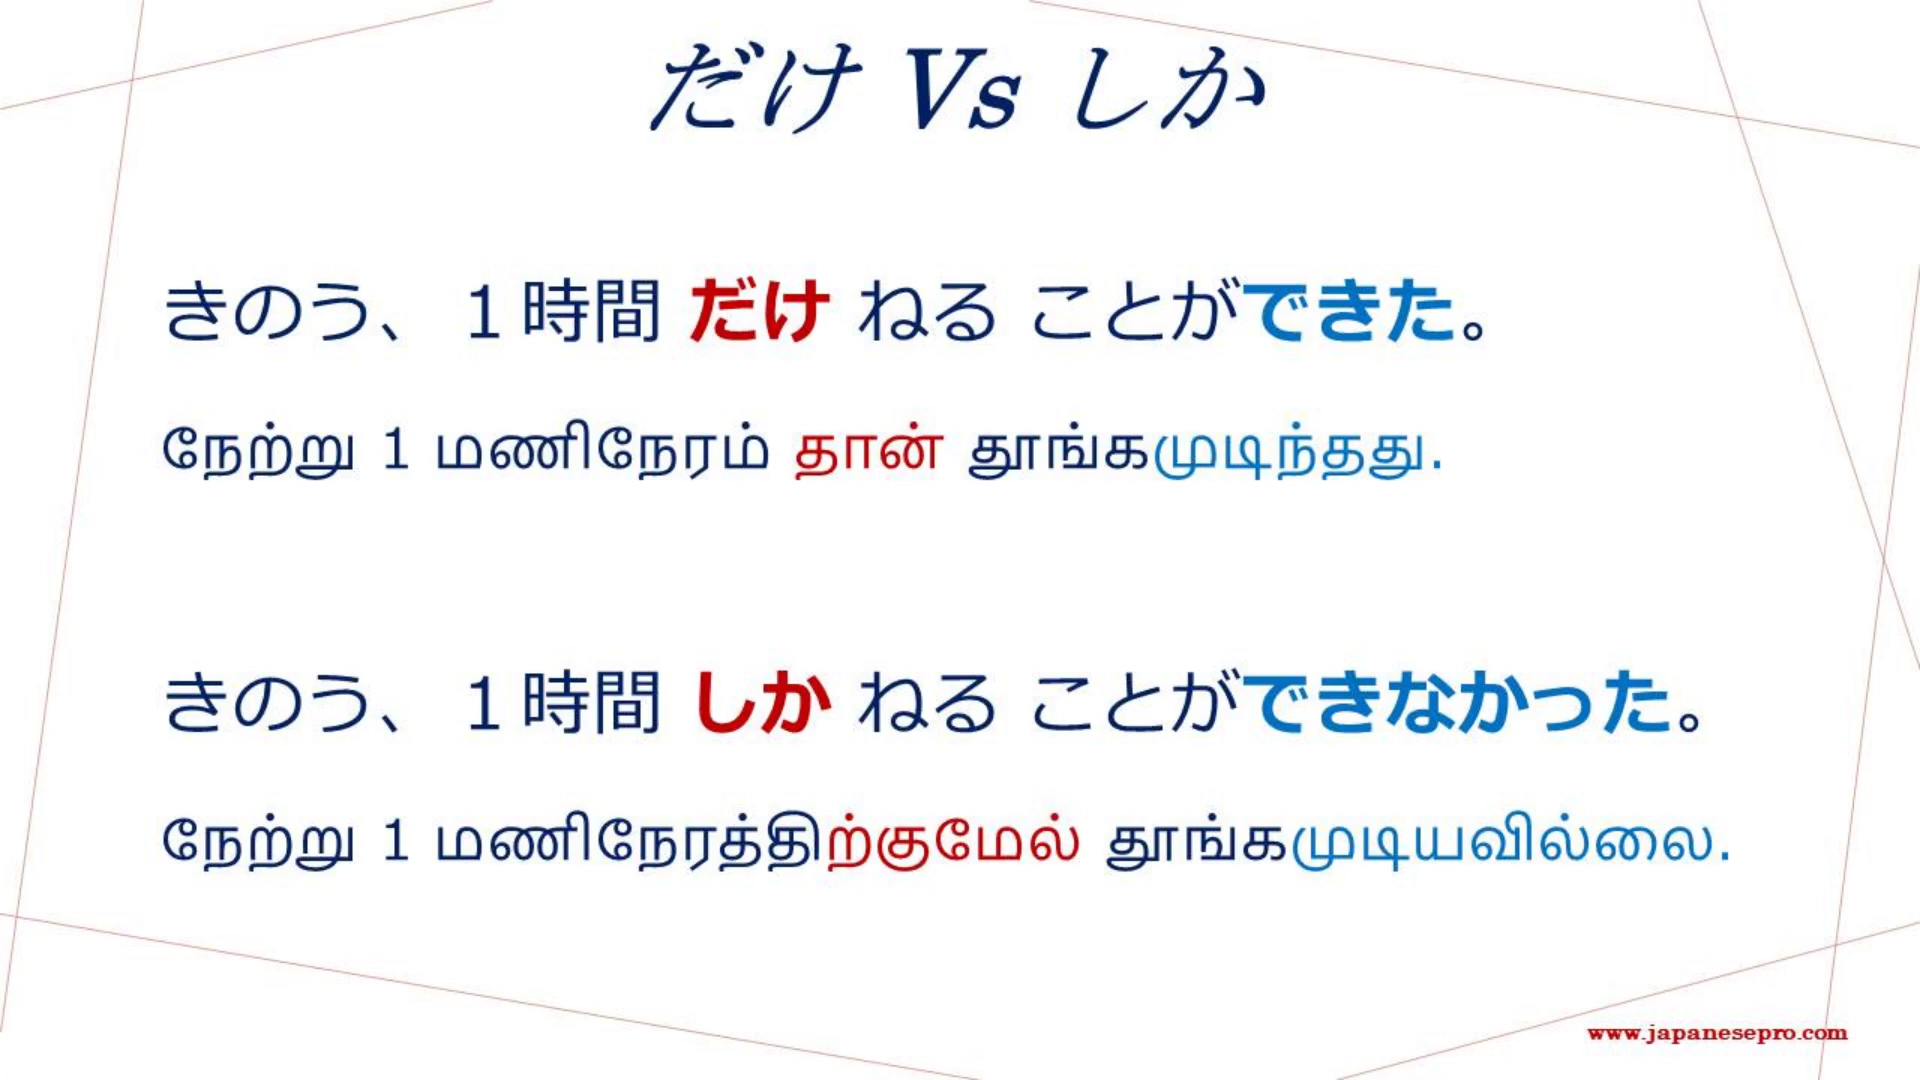 だけ Vs しか
きのう、１時間 だけ ねる ことができた。
நேற்று 1 மணிநேரம் தான் தூங்கமுடிந்தது.
きのう、１時間 しか ねる ことができなかった。
நேற்று 1 மணிநேரத்திற்குமேல் தூங்கமுடியவில்லை.
www.japanesepro.com